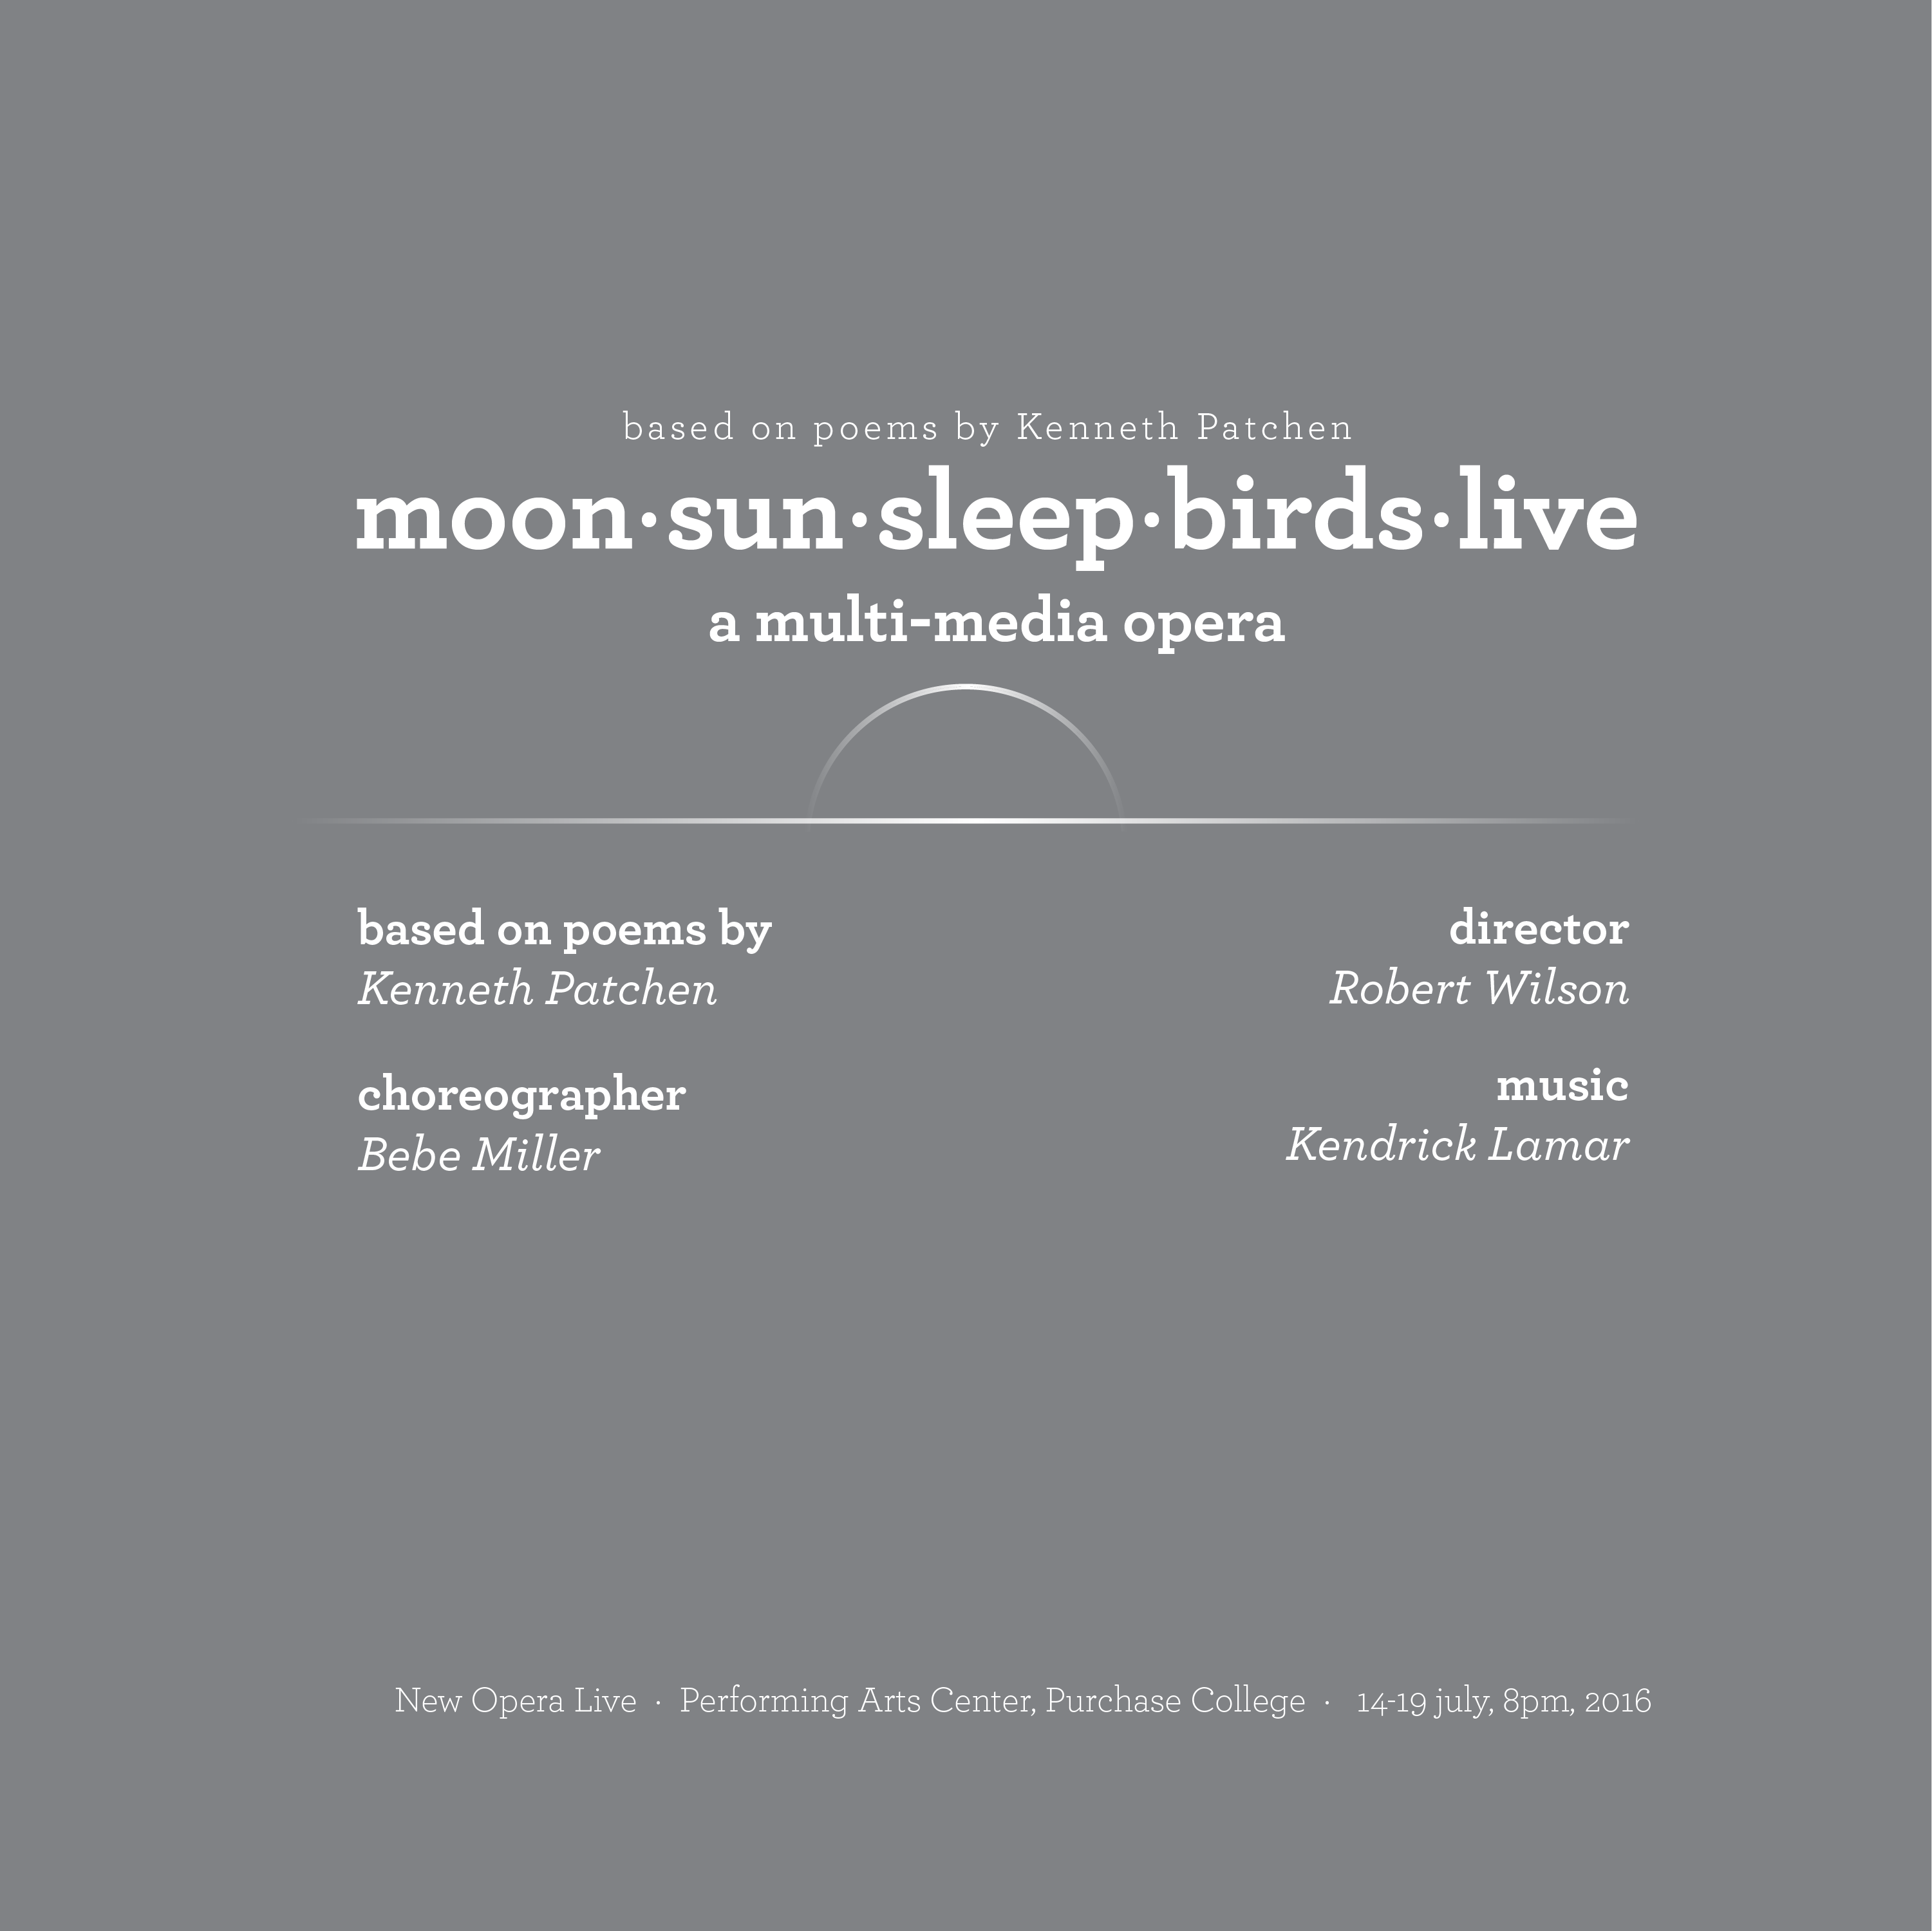 based on poems by Kenneth Patchen
moon·sun·sleep·birds·live
a multi-media opera
based on poems by
Kenneth Patchen
choreographer
Bebe Miller
director
Robert Wilson
music
Kendrick Lamar
New Opera Live · Performing Arts Center, Purchase College · 14-19 july, 8pm, 2016